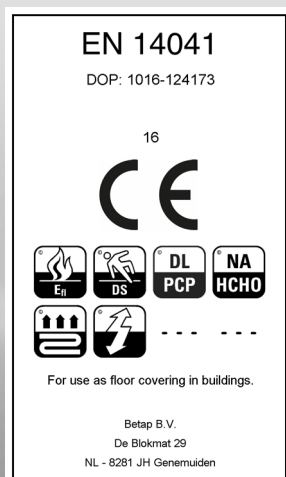 EN 14041
DOP: 1016-124173
16
CE
Efl DS DL PCP NA HCHO
--- ---
For use as floor covering in buildings.
Betap B.V.
De Blokmat 29
NL - 8281 JH Genemuiden